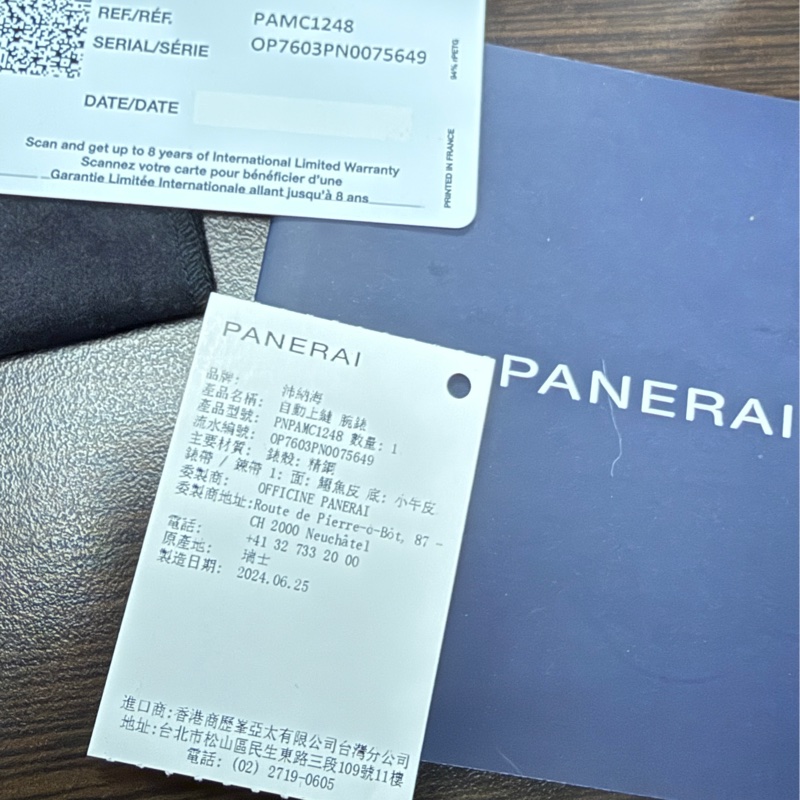 REF./RÉF. PAMC1248
SERIAL/SÉRIE OP7603PN0075649
94% rPETG
DATE/DATE
Scan and get up to 8 years of International Limited Warranty
Scannez votre carte pour bénéficier d'une
Garantie Limitée Internationale allant jusqu'à 8 ans
PRINTED IN FRANCE
PANERAI
品牌: 沛納海
產品名稱: 自動上鏈 腕錶
產品型號: PNPAMC1248 數量: 1
流水編號: OP7603PN0075649
主要材質: 錶殼: 精鋼
錶帶 / 鍊帶 1: 面: 鱷魚皮 底: 小牛皮
委製商: OFFICINE PANERAI
委製商地址:Route de Pierre-à-Bôt, 87 -
CH 2000 Neuchâtel
電話: +41 32 733 20 00
原產地: 瑞士
製造日期: 2024.06.25
進口商:香港商歷峯亞太有限公司台灣分公司
地址:台北市松山區民生東路三段109號11樓
電話: (02) 2719-0605
PANERAI